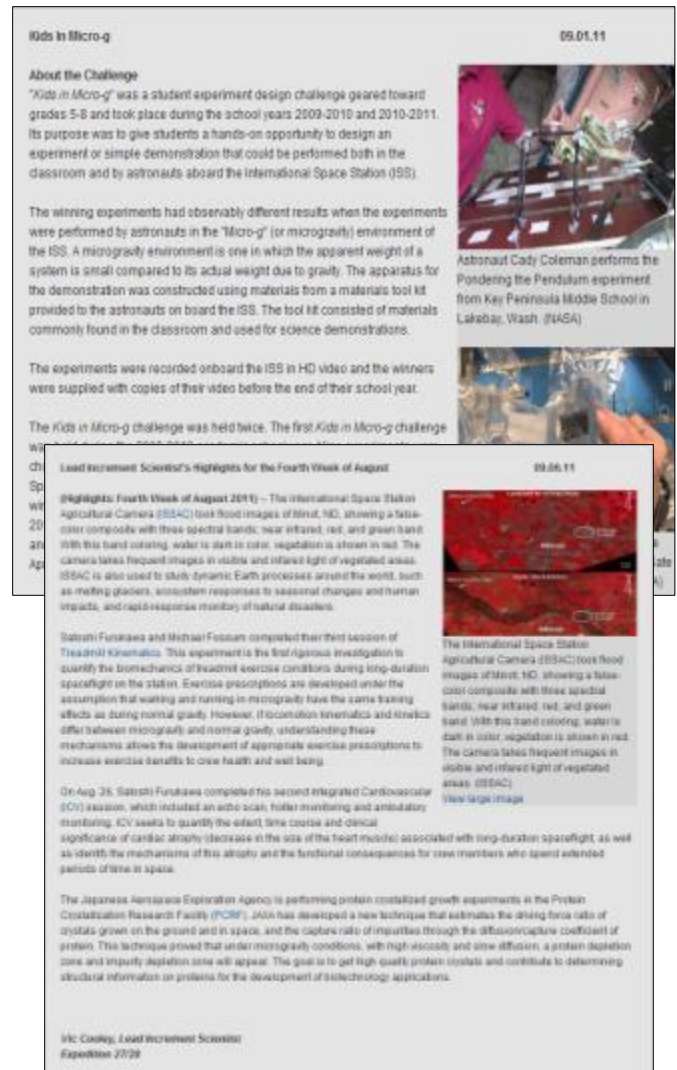 Kids In Micro-g 09.01.11
About the Challenge
"Kids in Micro-g" was a student experiment design challenge geared toward
grades 5-8 and took place during the school years 2009-2010 and 2010-2011.
Its purpose was to give students a hands-on opportunity to design an
experiment or simple demonstration that could be performed both in the
classroom and by astronauts aboard the International Space Station (ISS).
The winning experiments had observably different results when the experiments
were performed by astronauts in the "Micro-g" (or microgravity) environment of
the ISS. A microgravity environment is one in which the apparent weight of a
system is small compared to its actual weight due to gravity. The apparatus for
the demonstration was constructed using materials from a materials tool kit
provided to the astronauts on board the ISS. The tool kit consisted of materials
commonly found in the classroom and used for science demonstrations.
The experiments were recorded onboard the ISS in HD video and the winners
were supplied with copies of their video before the end of their school year.
The Kids in Micro-g challenge was held twice. The first Kids in Micro-g challenge
Astronaut Cady Coleman performs the
Pondering the Pendulum experiment
from Key Peninsula Middle School in
Lakebay, Wash. (NASA)
Lead Increment Scientist's Highlights for the Fourth Week of August 09.06.11
(Highlights: Fourth Week of August 2011) – The International Space Station
Agricultural Camera (ISSAC) took flood images of Minot, ND, showing a false-
color composite with three spectral bands; near infrared, red, and green band.
With this band coloring, water is dark in color, vegetation is shown in red. The
camera takes frequent images in visible and infared light of vegetated areas.
ISSAC is also used to study dynamic Earth processes around the world, such
as melting glaciers, ecosystem responses to seasonal changes and human
impacts, and rapid-response monitory of natural disasters.
Satoshi Furukawa and Michael Fossum completed their third session of
Treadmill Kinematics. This experiment is the first rigorous investigation to
quantify the biomechanics of treadmill exercise conditions during long-duration
spaceflight on the station. Exercise prescriptions are developed under the
assumption that walking and running in microgravity have the same training
effects as during normal gravity. However, if locomotion kinematics and kinetics
differ between microgravity and normal gravity, understanding these
mechanisms allows the development of appropriate exercise prescriptions to
increase exercise benefits to crew health and well being.
On Aug. 26, Satoshi Furukawa completed his second Integrated Cardiovascular
(ICV) session, which included an echo scan, holter monitoring and ambulatory
monitoring. ICV seeks to quantify the extent, time course and clinical
significance of cardiac atrophy (decrease in the size of the heart muscle) associated with long-duration spaceflight, as well
as identify the mechanisms of this atrophy and the functional consequences for crew members who spend extended
periods of time in space.
The Japanese Aerospace Exploration Agency is performing protein crystallized growth experiments in the Protein
Crystallisation Research Facility (PCRF). JAXA has developed a new technique that estimates the driving force ratio of
crystals grown on the ground and in space, and the capture ratio of impurities through the diffusion/capture coefficient of
protein. This technique proved that under microgravity conditions, with high viscosity and slow diffusion, a protein depletion
zone and impurity depletion zone will appear. The goal is to get high quality protein crystals and contribute to determining
structural information on proteins for the development of biotechnology applications.
The International Space Station
Agricultural Camera (ISSAC) took flood
images of Minot, ND, showing a false-
color composite with three spectral
bands; near infrared, red, and green
band. With this band coloring, water is
dark in color, vegetation is shown in red.
The camera takes frequent images in
visible and infared light of vegetated
areas. (ISSAC)
View large image
Vic Cooley, Lead Increment Scientist
Expedition 27/28